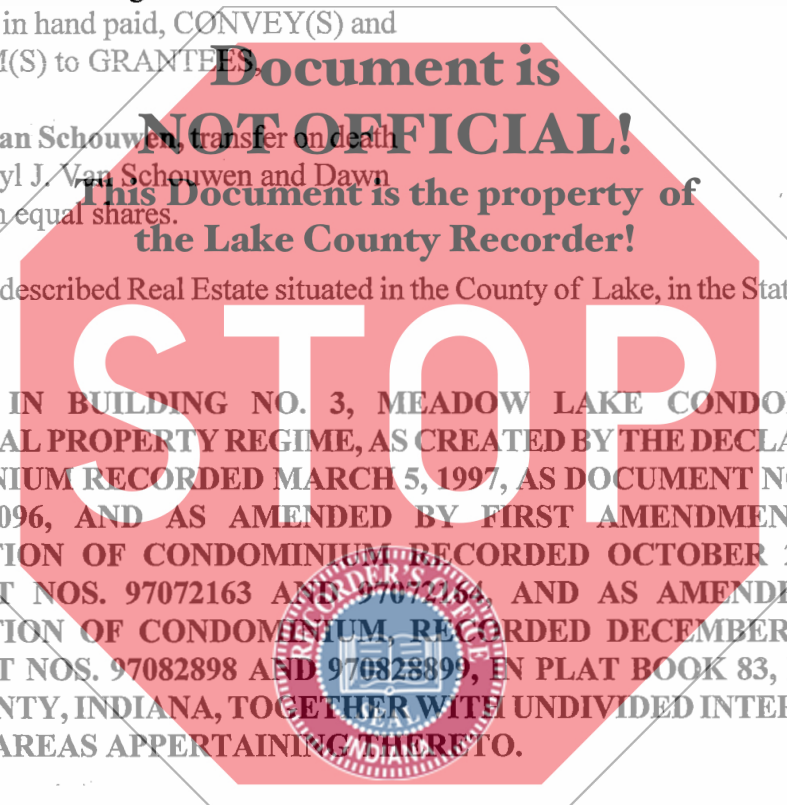 in hand paid, CONVEY(S) and
M(S) to GRANTEES,
Document is
NOT OFFICIAL!
an Schouwen, transfer on death
yl J. Van Schouwen and Dawn
This Document is the property of
n equal shares.
the Lake County Recorder!
described Real Estate situated in the County of Lake, in the Stat
STOP
IN BUILDING NO. 3, MEADOW LAKE CONDO
AL PROPERTY REGIME, AS CREATED BY THE DECLA
NIUM RECORDED MARCH 5, 1997, AS DOCUMENT NO
096, AND AS AMENDED BY FIRST AMENDMEN
TION OF CONDOMINIUM RECORDED OCTOBER 2
T NOS. 97072163 AND 97072164, AND AS AMENDE
TION OF CONDOMINIUM, RECORDED DECEMBER
T NOS. 97082898 AND 970828899, IN PLAT BOOK 83,
NTY, INDIANA, TOGETHER WITH UNDIVIDED INTER
AREAS APPERTAINING THERETO.
RECORDER'S OFFICE
SEAL
INDIANA